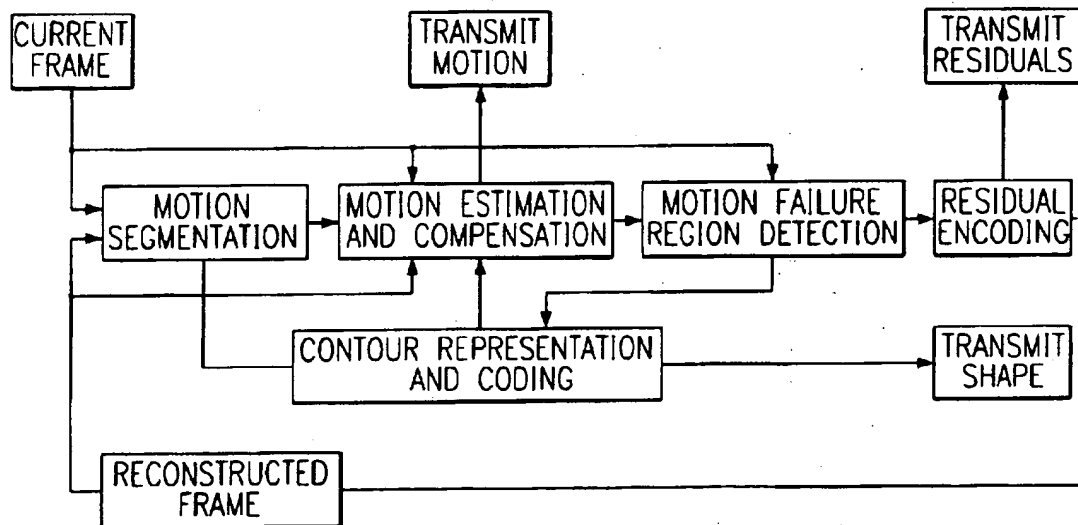 CURRENT
FRAME
TRANSMIT
MOTION
TRANSMIT
RESIDUALS
MOTION
SEGMENTATION
MOTION ESTIMATION
AND COMPENSATION
MOTION FAILURE
REGION DETECTION
RESIDUAL
ENCODING
CONTOUR REPRESENTATION
AND CODING
TRANSMIT
SHAPE
RECONSTRUCTED
FRAME